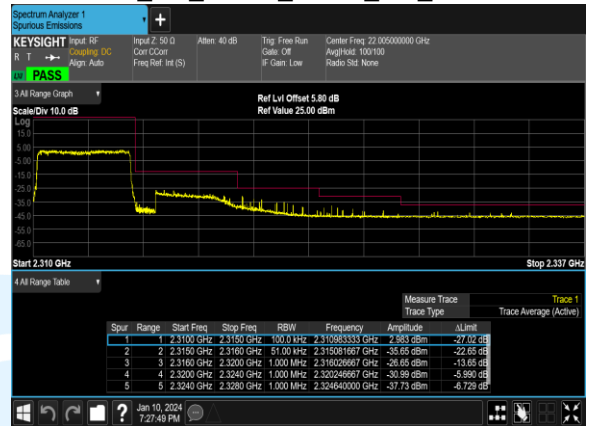 Spectrum Analyzer 1
Spurious Emissions
KEYSIGHT Input: RF Input Z: 50 Ω Atten: 40 dB Trig: Free Run Center Freq: 22.005000000 GHz
R T Coupling: DC Corr CCorr Gate: Off Avg|Hold: 100/100
Align: Auto Freq Ref: Int (S) IF Gain: Low Radio Std: None
PASS
3 All Range Graph
Ref Lvl Offset 5.80 dB
Scale/Div 10.0 dB Ref Value 25.00 dBm
Log
15.0
5.00
-5.00
-15.0
-25.0
-35.0
-45.0
-55.0
-65.0
Start 2.310 GHz Stop 2.337 GHz
4 All Range Table
Measure Trace Trace 1
Trace Type Trace Average (Active)
Spur Range Start Freq Stop Freq RBW Frequency Amplitude ΔLimit
1 1 2.3100 GHz 2.3150 GHz 100.0 kHz 2.310983333 GHz 2.983 dBm -27.02 dB
2 2 2.3150 GHz 2.3160 GHz 51.00 kHz 2.315081667 GHz -35.65 dBm -22.65 dB
3 3 2.3160 GHz 2.3200 GHz 1.000 MHz 2.316026667 GHz -26.65 dBm -13.65 dB
4 4 2.3200 GHz 2.3240 GHz 1.000 MHz 2.320246667 GHz -30.99 dBm -5.990 dB
5 5 2.3240 GHz 2.3280 GHz 1.000 MHz 2.324640000 GHz -37.73 dBm -6.729 dB
Jan 10, 2024
7:27:49 PM